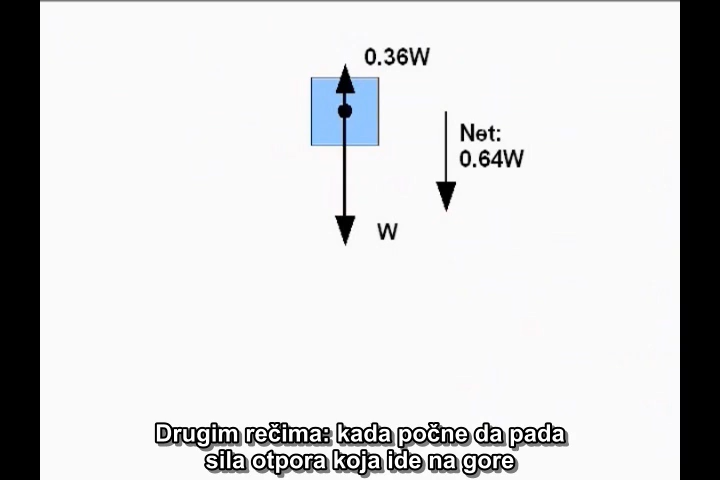 0.36W
Net:
0.64W
W
Drugim rečima: kada počne da pada
sila otpora koja ide na gore